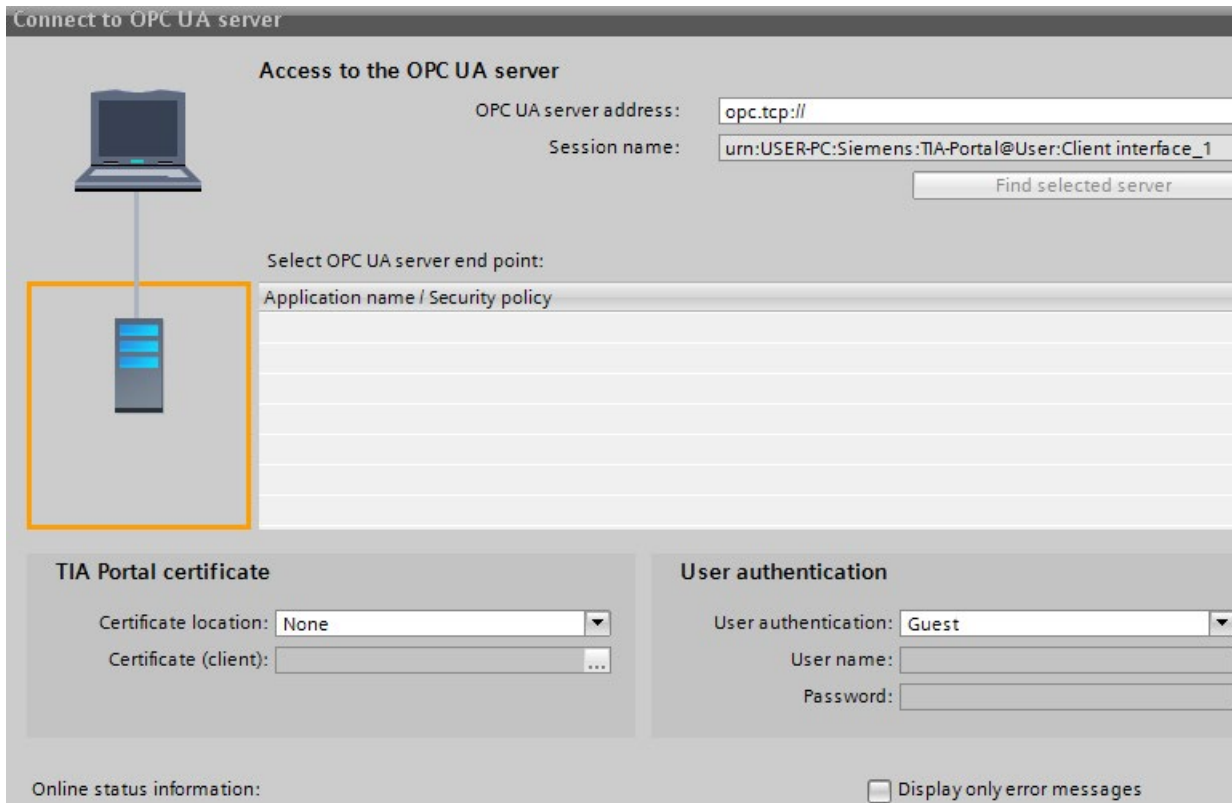 Connect to OPC UA server
Access to the OPC UA server
OPC UA server address: opc.tcp://
Session name: urn:USER-PC:Siemens:TIA-Portal@User:Client interface_1
Find selected server
Select OPC UA server end point:
Application name / Security policy
TIA Portal certificate
Certificate location: None
Certificate (client): ...
User authentication
User authentication: Guest
User name:
Password:
Online status information:
Display only error messages